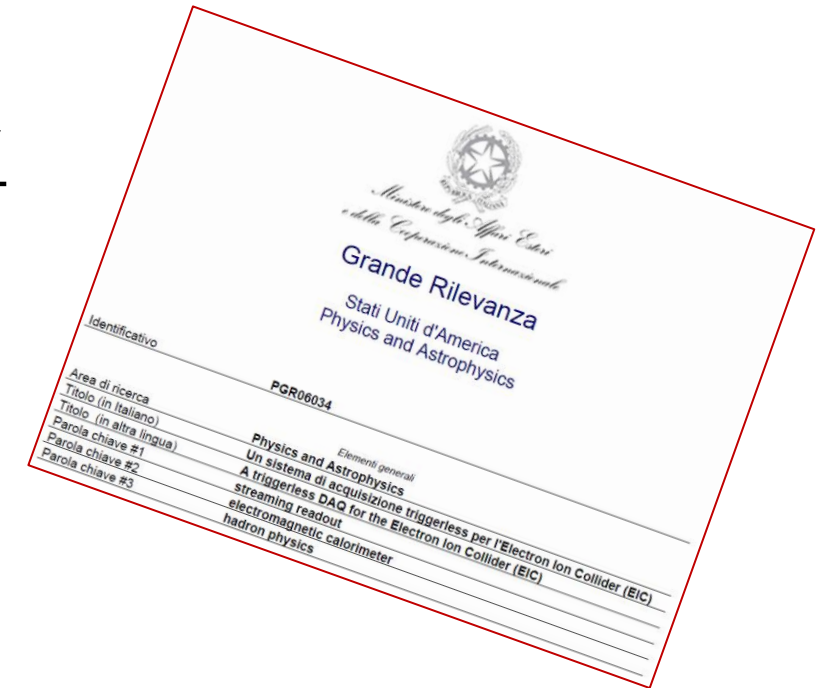 Ministero degli Affari Esteri
e della Cooperazione Internazionale
Grande Rilevanza
Stati Uniti d'America
Physics and Astrophysics
Identificativo PGR06034
Elementi generali
Area di ricerca Physics and Astrophysics
Titolo (in Italiano) Un sistema di acquisizione triggerless per l'Electron Ion Collider (EIC)
Titolo (in altra lingua) A triggerless DAQ for the Electron Ion Collider (EIC)
Parola chiave #1 streaming readout
Parola chiave #2 electromagnetic calorimeter
Parola chiave #3 hadron physics